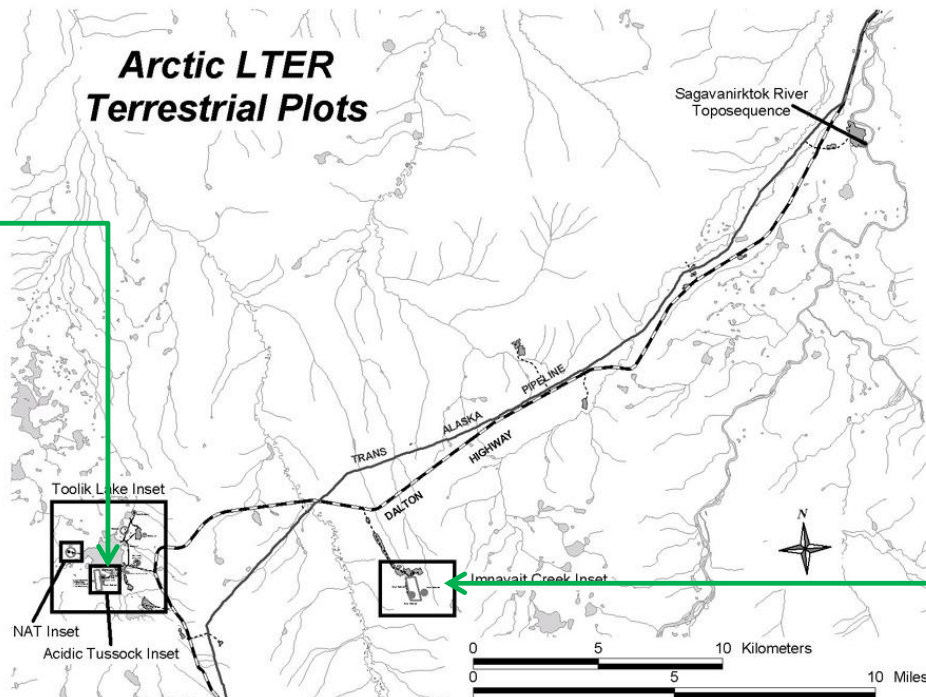 Arctic LTER
Terrestrial Plots
Sagavanirktok River
Toposequence
TRANS ALASKA PIPELINE
DALTON HIGHWAY
Toolik Lake Inset
N
Imnavait Creek Inset
NAT Inset
Acidic Tussock Inset
0 5 10 Kilometers
0 5 10 Miles